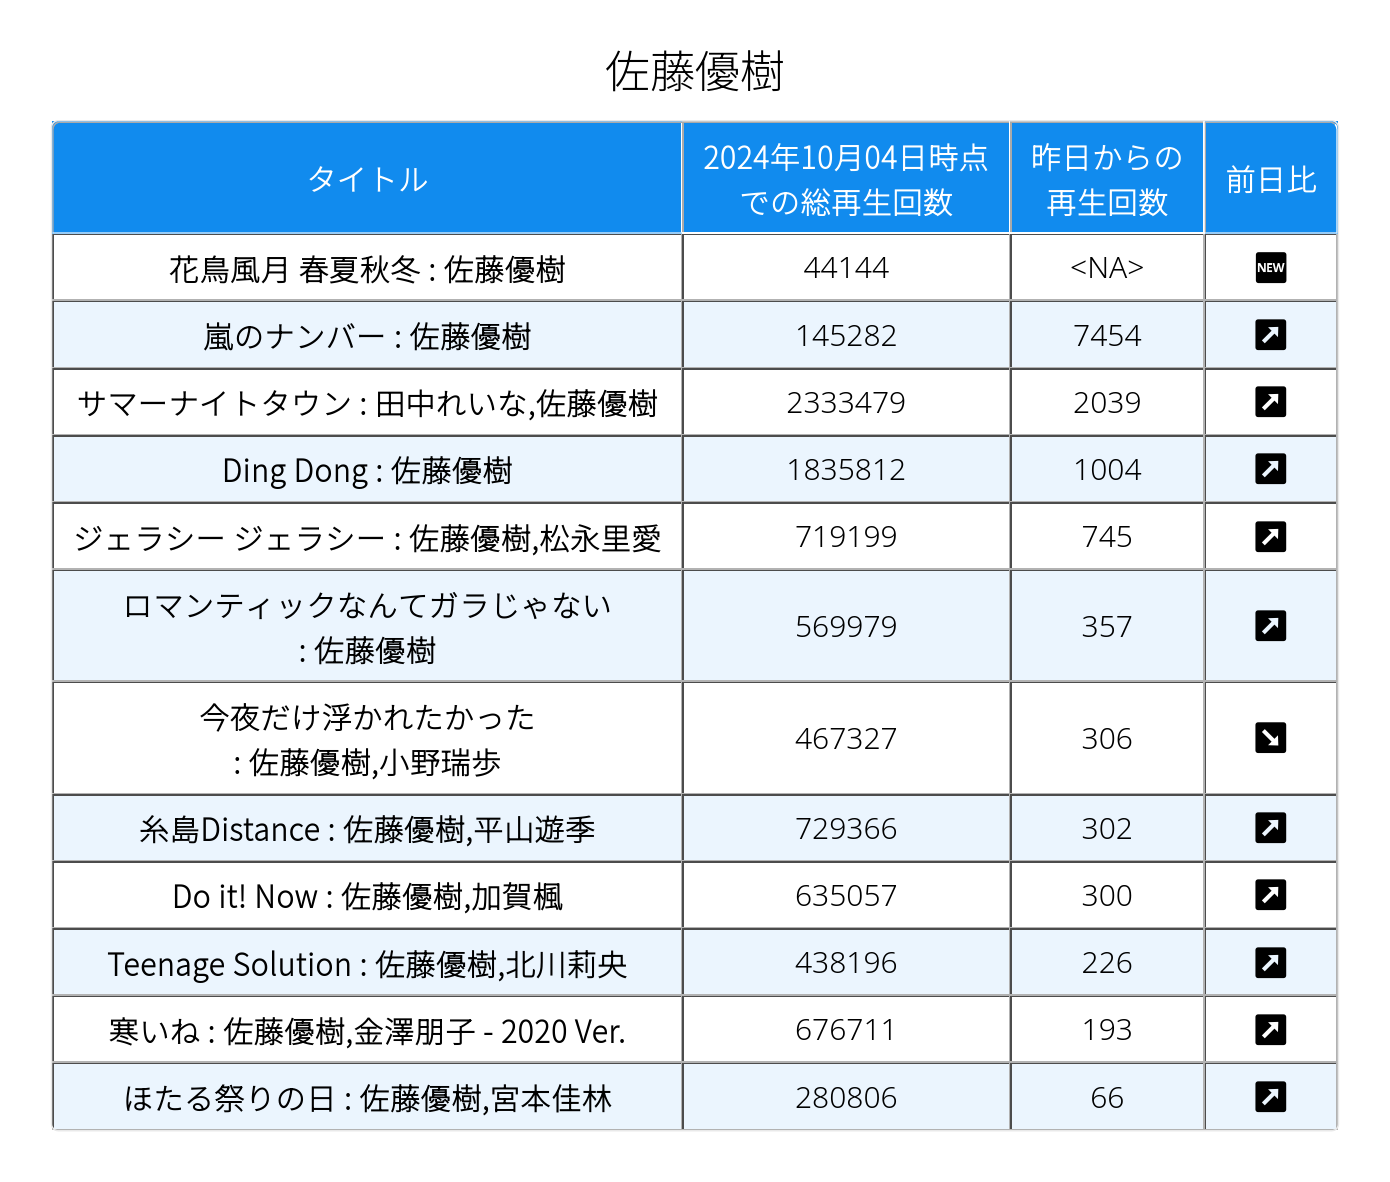 佐藤優樹
タイトル
2024年10月04日時点
での総再生回数
昨日からの
再生回数
前日比
花鳥風月 春夏秋冬 : 佐藤優樹
44144
<NA>
NEW
嵐のナンバー : 佐藤優樹
145282
7454
サマーナイトタウン : 田中れいな,佐藤優樹
2333479
2039
Ding Dong : 佐藤優樹
1835812
1004
ジェラシー ジェラシー : 佐藤優樹,松永里愛
719199
745
ロマンティックなんてガラじゃない
: 佐藤優樹
569979
357
今夜だけ浮かれたかった
: 佐藤優樹,小野瑞歩
467327
306
糸島Distance : 佐藤優樹,平山遊季
729366
302
Do it! Now : 佐藤優樹,加賀楓
635057
300
Teenage Solution : 佐藤優樹,北川莉央
438196
226
寒いね : 佐藤優樹,金澤朋子 - 2020 Ver.
676711
193
ほたる祭りの日 : 佐藤優樹,宮本佳林
280806
66